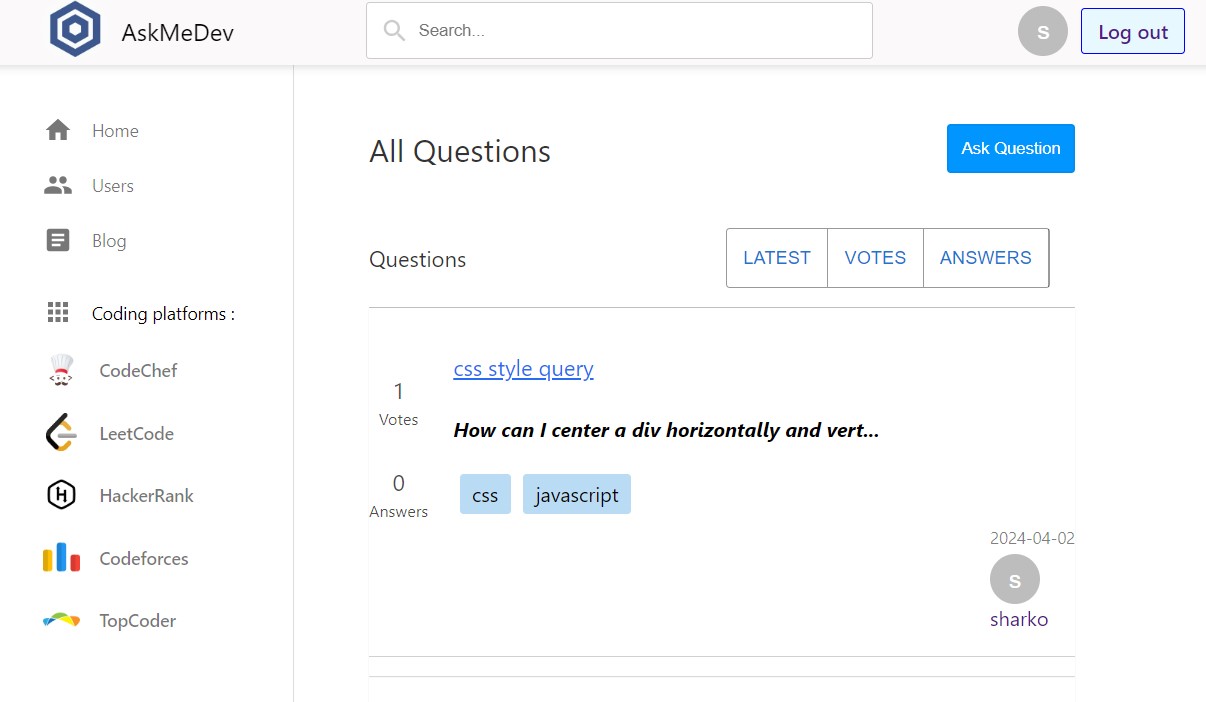 AskMeDev
Search...
S
Log out
Home
Users
Blog
Coding platforms :
CodeChef
LeetCode
HackerRank
Codeforces
TopCoder
All Questions
Ask Question
Questions
LATEST
VOTES
ANSWERS
1
Votes
css style query
How can I center a div horizontally and vert...
0
Answers
css
javascript
2024-04-02
S
sharko